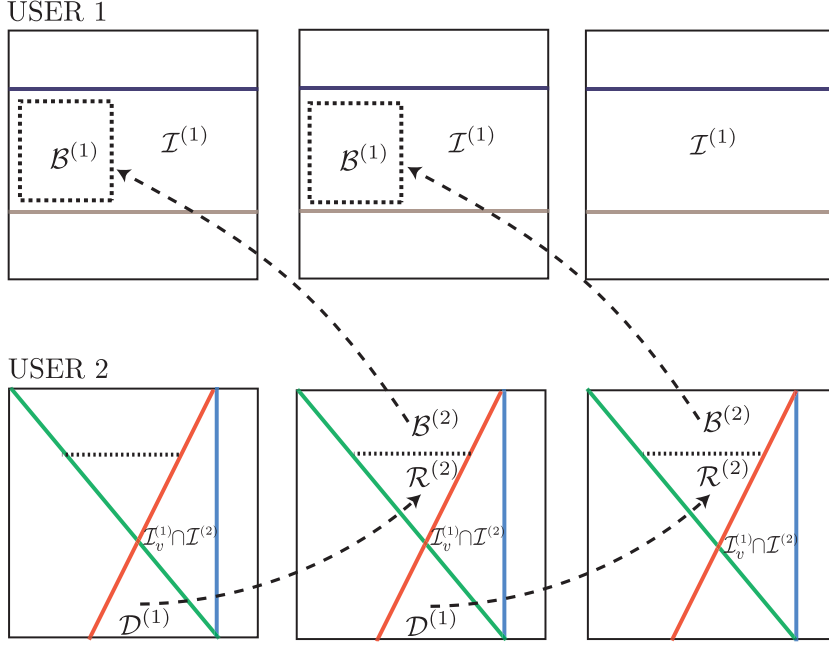 USER 1
𝓑⁽¹⁾ 𝓘⁽¹⁾ 𝓑⁽¹⁾ 𝓘⁽¹⁾ 𝓘⁽¹⁾
USER 2
𝓑⁽²⁾ 𝓑⁽²⁾
𝓡⁽²⁾ 𝓡⁽²⁾
𝓘ᵥ⁽¹⁾∩𝓘⁽²⁾ 𝓘ᵥ⁽¹⁾∩𝓘⁽²⁾ 𝓘ᵥ⁽¹⁾∩𝓘⁽²⁾
𝓓⁽¹⁾ 𝓓⁽¹⁾